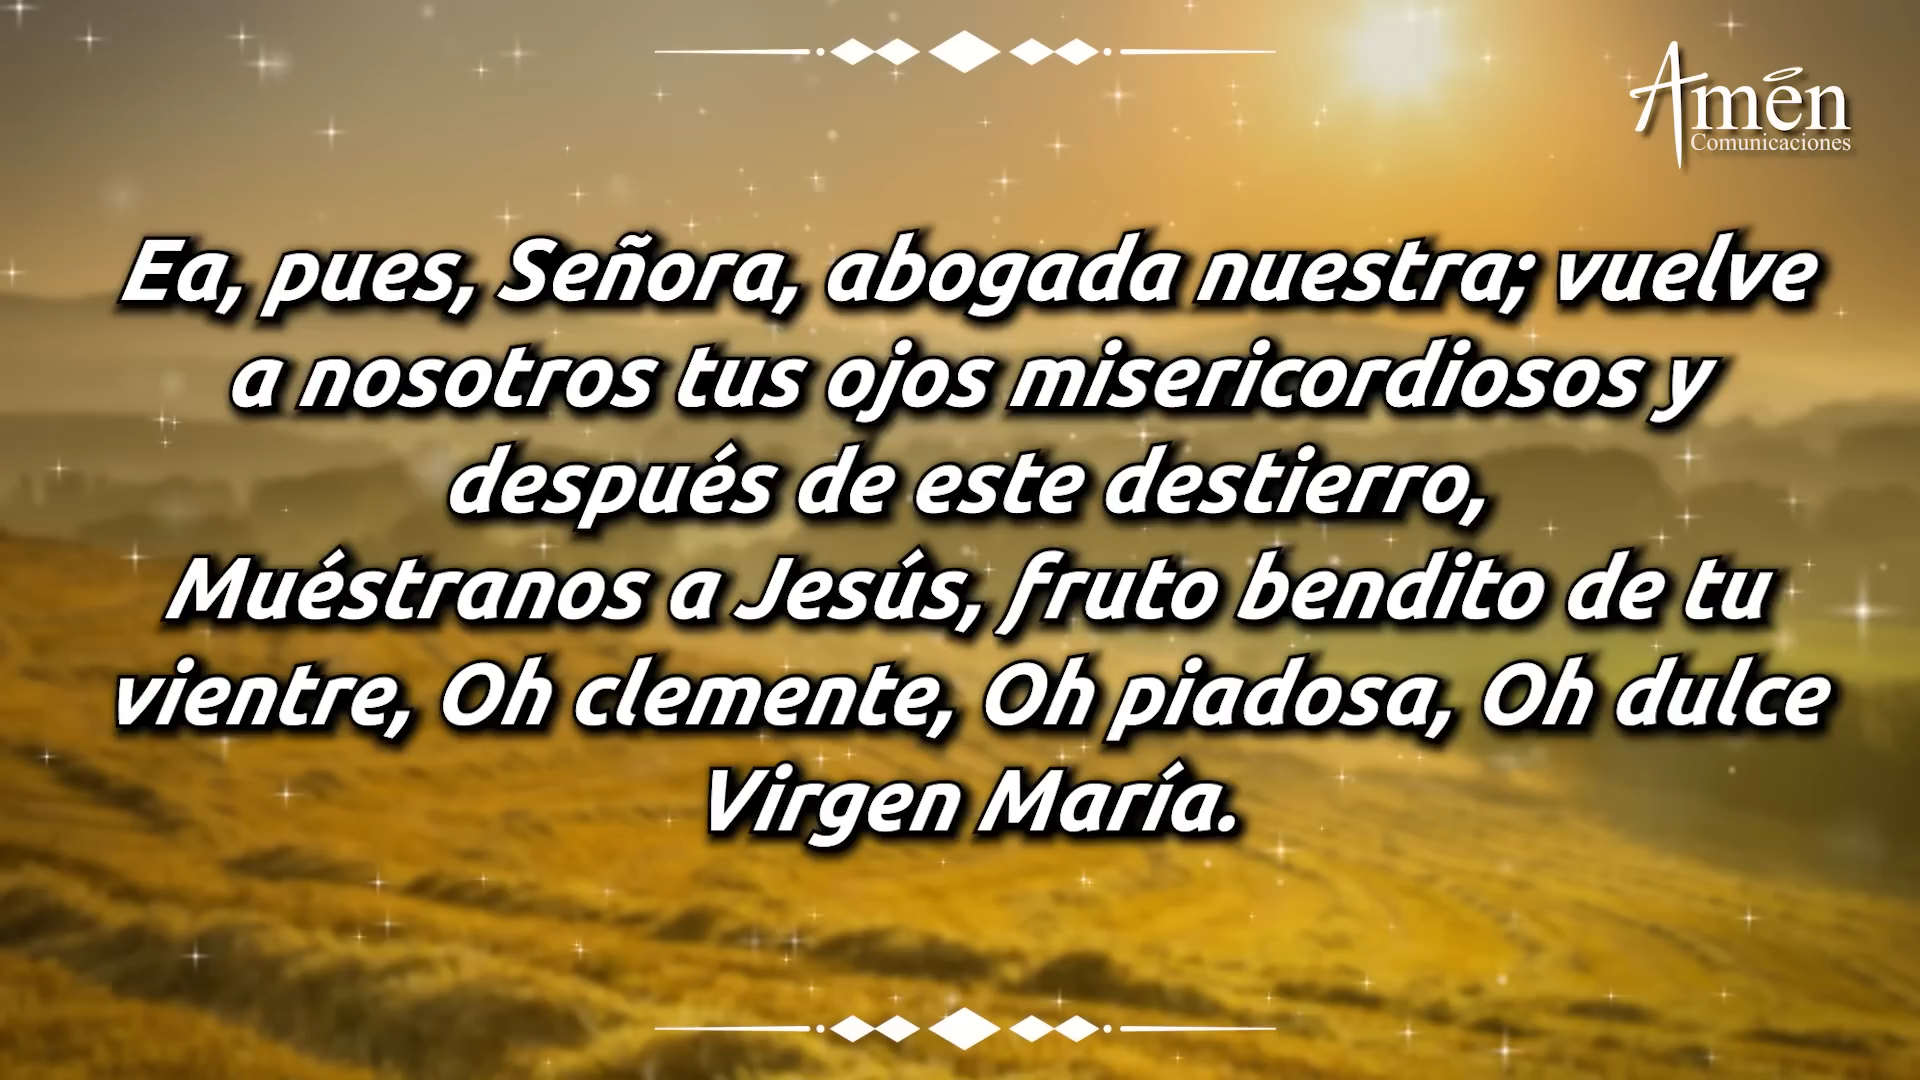 Amén
Comunicaciones
Ea, pues, Señora, abogada nuestra; vuelve
a nosotros tus ojos misericordiosos y
después de este destierro,
Muéstranos a Jesús, fruto bendito de tu
vientre, Oh clemente, Oh piadosa, Oh dulce
Virgen María.